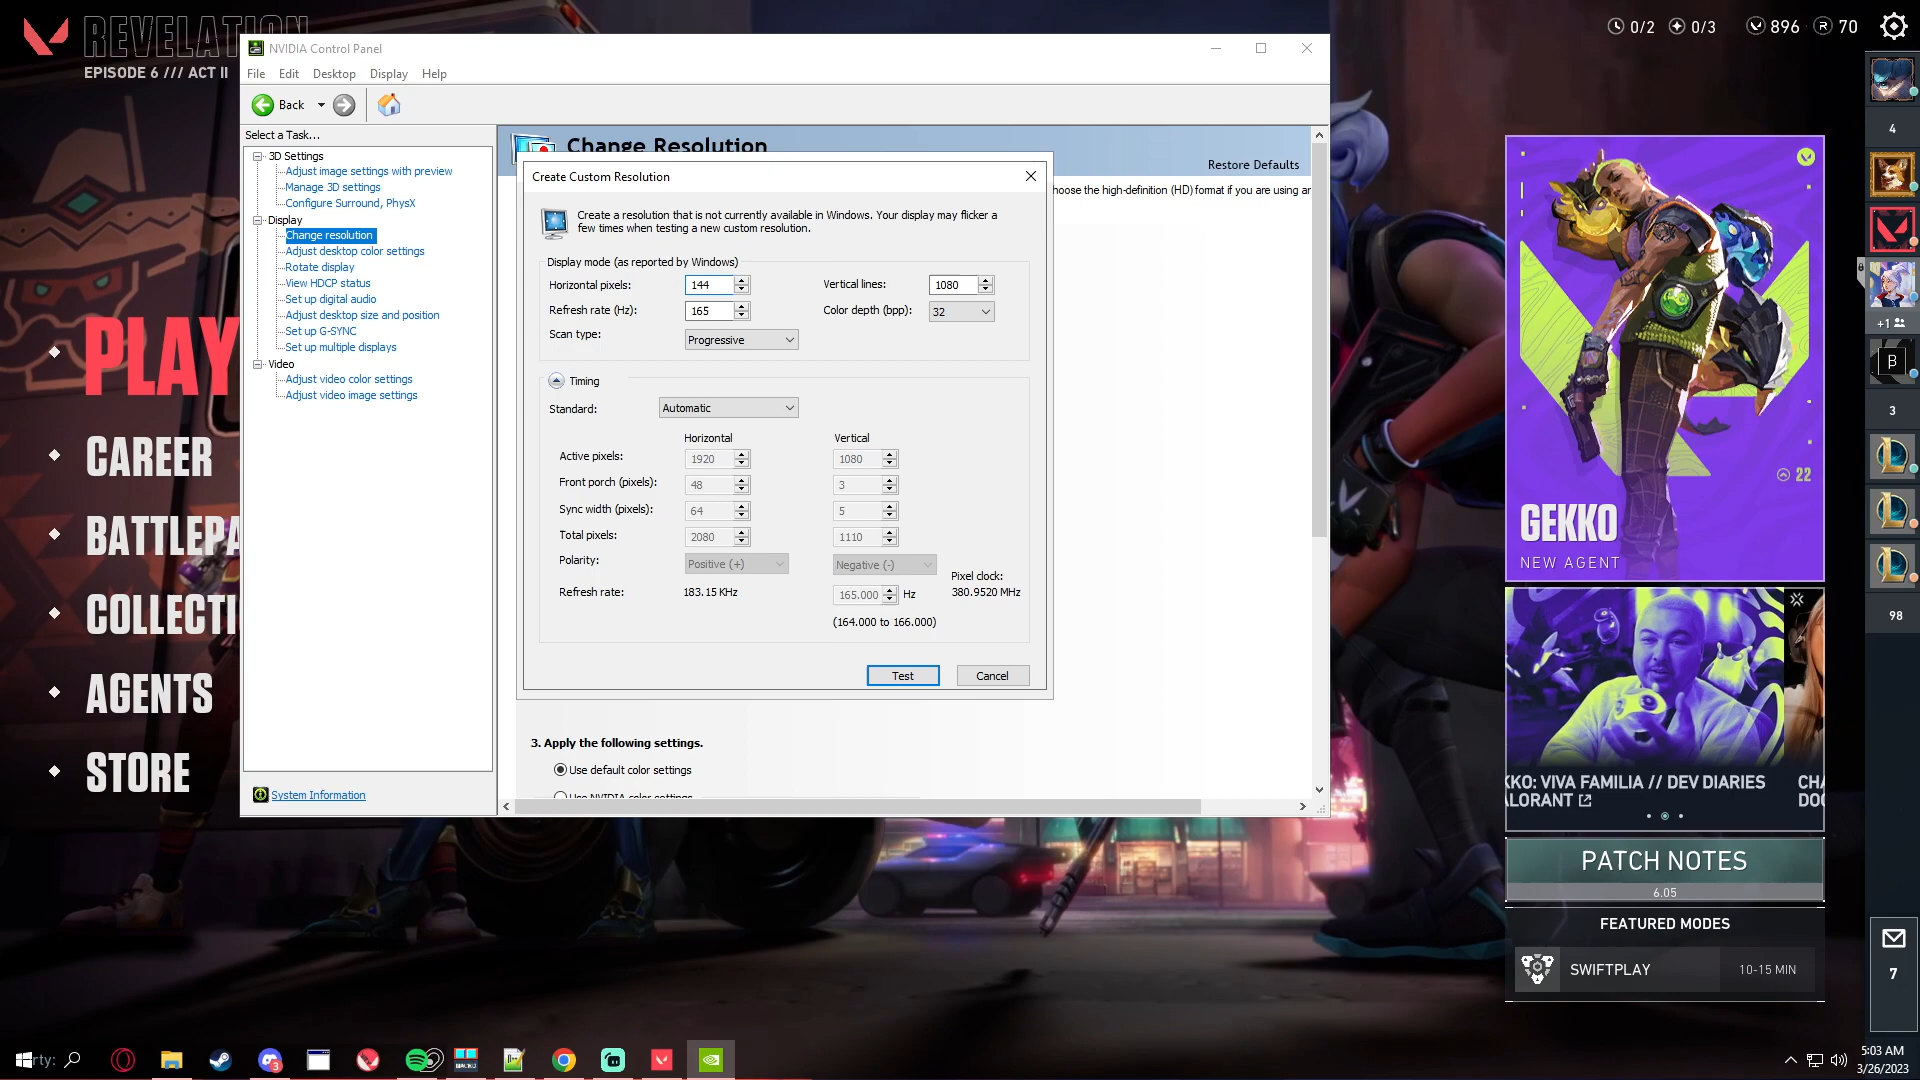 REVELATION
EPISODE 6 /// ACT II
0/2
0/3
896
70
NVIDIA Control Panel
File Edit Desktop Display Help
Back
Select a Task...
3D Settings
Adjust image settings with preview
Manage 3D settings
Configure Surround, PhysX
Display
Change resolution
Adjust desktop color settings
Rotate display
View HDCP status
Set up digital audio
Adjust desktop size and position
Set up G-SYNC
Set up multiple displays
Video
Adjust video color settings
Adjust video image settings
System Information
Change Resolution
Restore Defaults
hoose the high-definition (HD) format if you are using ar
Create Custom Resolution
Create a resolution that is not currently available in Windows. Your display may flicker a
few times when testing a new custom resolution.
Display mode (as reported by Windows)
Horizontal pixels: 144 Vertical lines: 1080
Refresh rate (Hz): 165 Color depth (bpp): 32
Scan type: Progressive
Timing
Standard: Automatic
Horizontal Vertical
Active pixels: 1920 1080
Front porch (pixels): 48 3
Sync width (pixels): 64 5
Total pixels: 2080 1110
Polarity: Positive (+) Negative (-)
Pixel clock:
Refresh rate: 183.15 KHz 165.000 Hz 380.9520 MHz
(164.000 to 166.000)
Test Cancel
3. Apply the following settings.
Use default color settings
Use NVIDIA color settings
PLAY
CAREER
BATTLEPA
COLLECTI
AGENTS
STORE
22
GEKKO
NEW AGENT
KKO: VIVA FAMILIA // DEV DIARIES
ALORANT
CHA
DOC
PATCH NOTES
6.05
FEATURED MODES
SWIFTPLAY 10-15 MIN
4
+1
B
3
98
7
rty:
3
MACRO
5:03 AM
3/26/2023